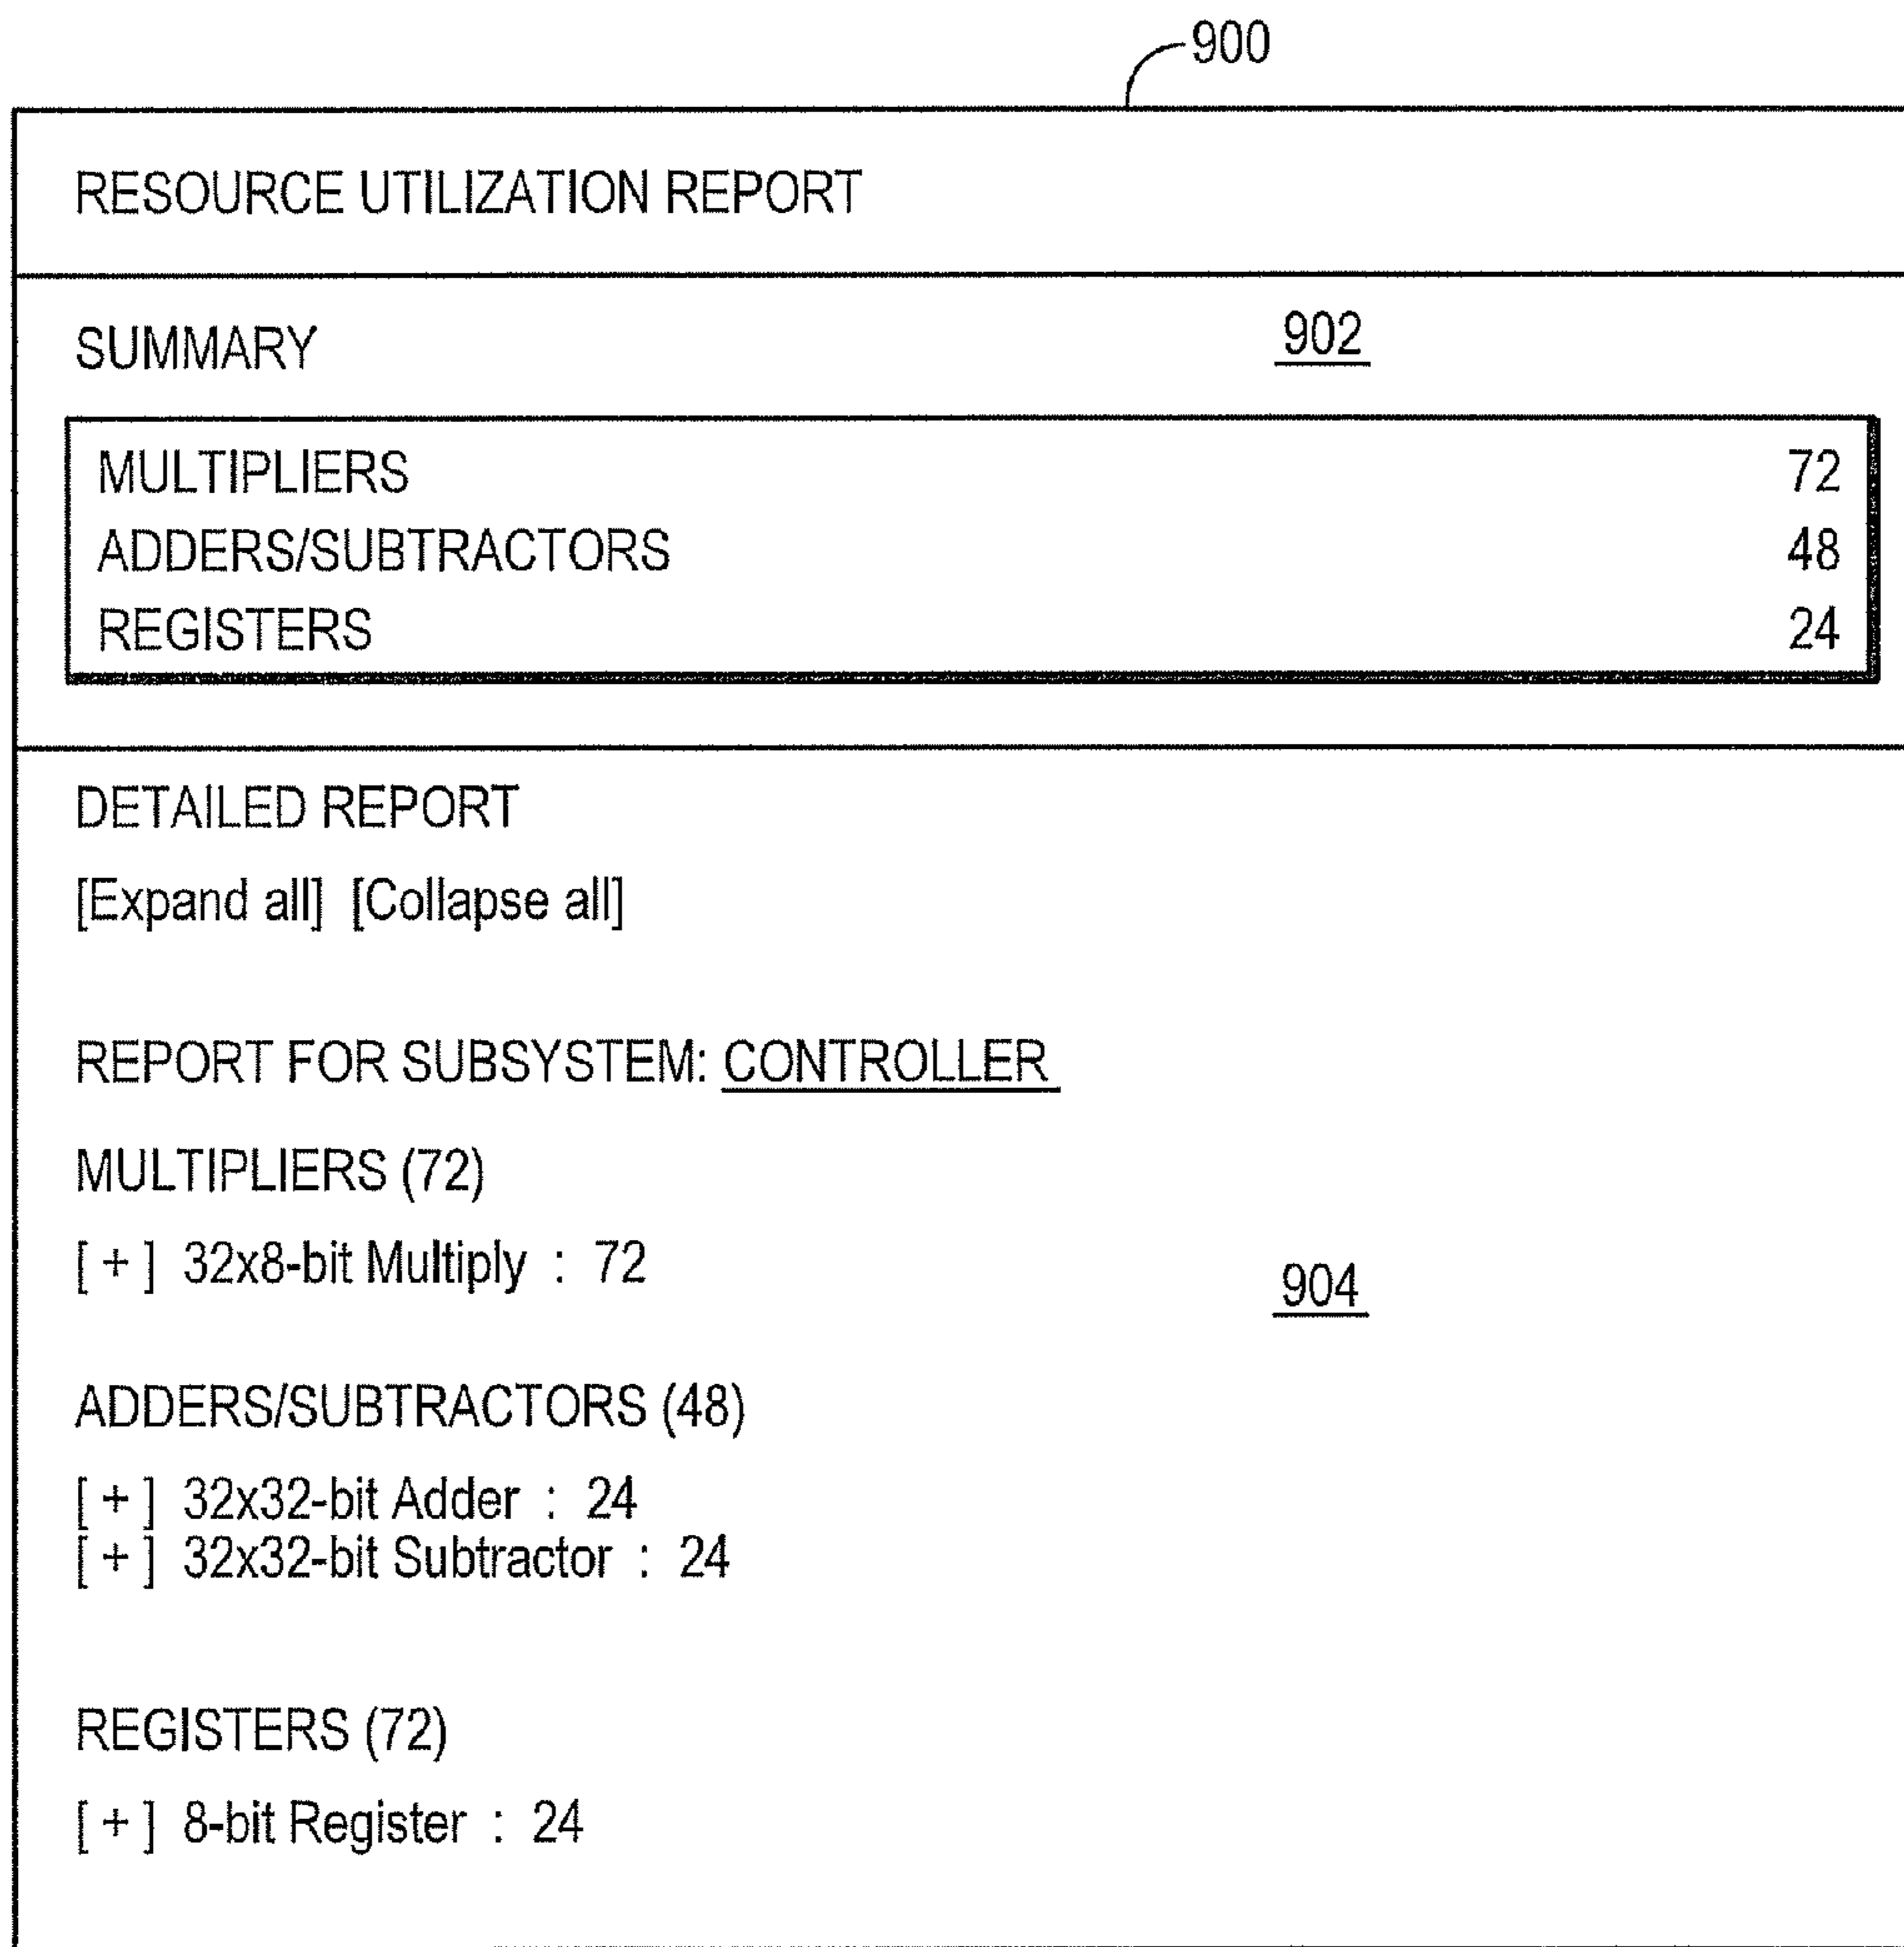 900
RESOURCE UTILIZATION REPORT
SUMMARY 902
MULTIPLIERS 72
ADDERS/SUBTRACTORS 48
REGISTERS 24
DETAILED REPORT
[Expand all] [Collapse all]
REPORT FOR SUBSYSTEM: CONTROLLER
MULTIPLIERS (72)
[ + ] 32x8-bit Multiply : 72
904
ADDERS/SUBTRACTORS (48)
[ + ] 32x32-bit Adder : 24
[ + ] 32x32-bit Subtractor : 24
REGISTERS (72)
[ + ] 8-bit Register : 24